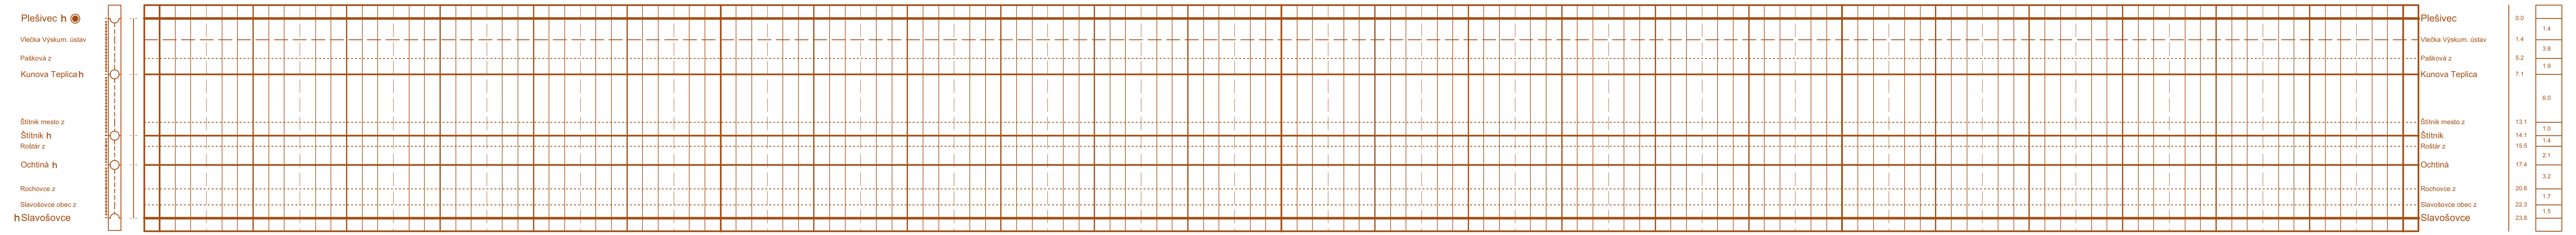 Plešivec h Plešivec 0.0
1.4
Vlečka Výskum. ústav Vlečka Výskum. ústav 1.4
3.8
Pašková z Pašková z 5.2
1.9
Kunova Teplica h Kunova Teplica 7.1
6.0
Štítnik mesto z Štítnik mesto z 13.1
1.0
Štítnik h Štítnik 14.1
1.4
Roštár z Roštár z 15.5
2.1
Ochtiná h Ochtiná 17.4
3.2
Rochovce z Rochovce z 20.6
1.7
Slavošovce obec z Slavošovce obec z 22.3
1.5
h Slavošovce Slavošovce 23.8